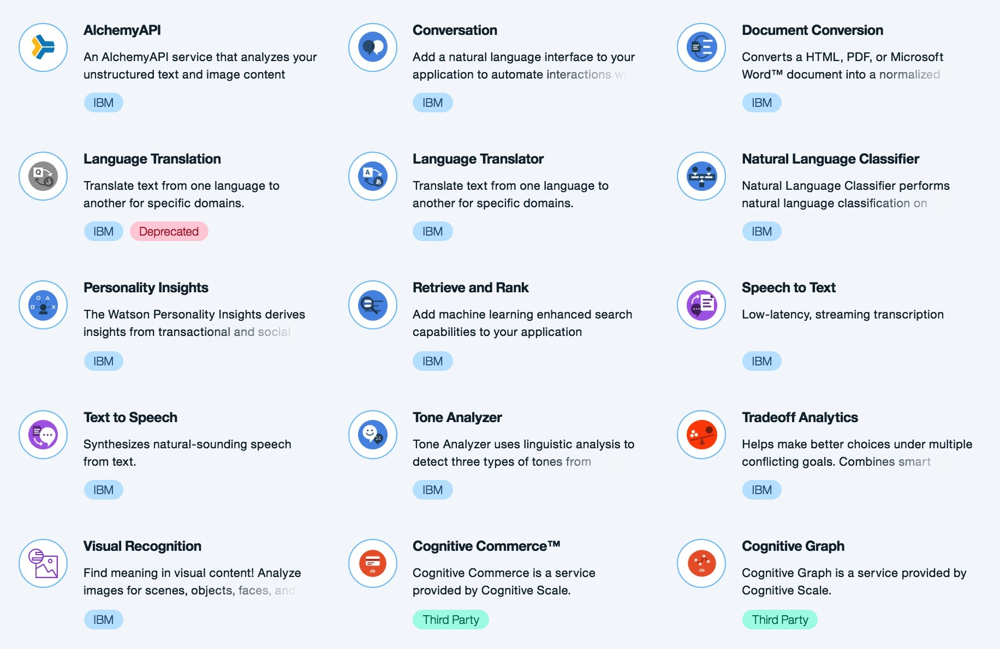 AlchemyAPI
An AlchemyAPI service that analyzes your
unstructured text and image content
IBM
Conversation
Add a natural language interface to your
application to automate interactions wi
IBM
Document Conversion
Converts a HTML, PDF, or Microsoft
Word™ document into a normalized
IBM
Language Translation
Translate text from one language to
another for specific domains.
IBM Deprecated
Language Translator
Translate text from one language to
another for specific domains.
IBM
Natural Language Classifier
Natural Language Classifier performs
natural language classification on
IBM
Personality Insights
The Watson Personality Insights derives
insights from transactional and social
IBM
Retrieve and Rank
Add machine learning enhanced search
capabilities to your application
IBM
Speech to Text
Low-latency, streaming transcription
IBM
Text to Speech
Synthesizes natural-sounding speech
from text.
IBM
Tone Analyzer
Tone Analyzer uses linguistic analysis to
detect three types of tones from
IBM
Tradeoff Analytics
Helps make better choices under multiple
conflicting goals. Combines smart
IBM
Visual Recognition
Find meaning in visual content! Analyze
images for scenes, objects, faces, and
IBM
Cognitive Commerce™
Cognitive Commerce is a service
provided by Cognitive Scale.
Third Party
Cognitive Graph
Cognitive Graph is a service provided by
Cognitive Scale.
Third Party